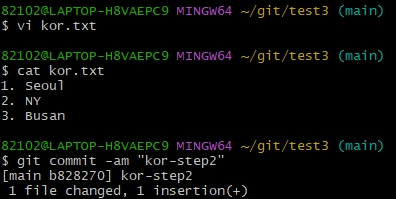 82102@LAPTOP-H8VAEPC9 MINGW64 ~/git/test3 (main)
$ vi kor.txt
82102@LAPTOP-H8VAEPC9 MINGW64 ~/git/test3 (main)
$ cat kor.txt
1. Seoul
2. NY
3. Busan
82102@LAPTOP-H8VAEPC9 MINGW64 ~/git/test3 (main)
$ git commit -am "kor-step2"
[main b828270] kor-step2
 1 file changed, 1 insertion(+)